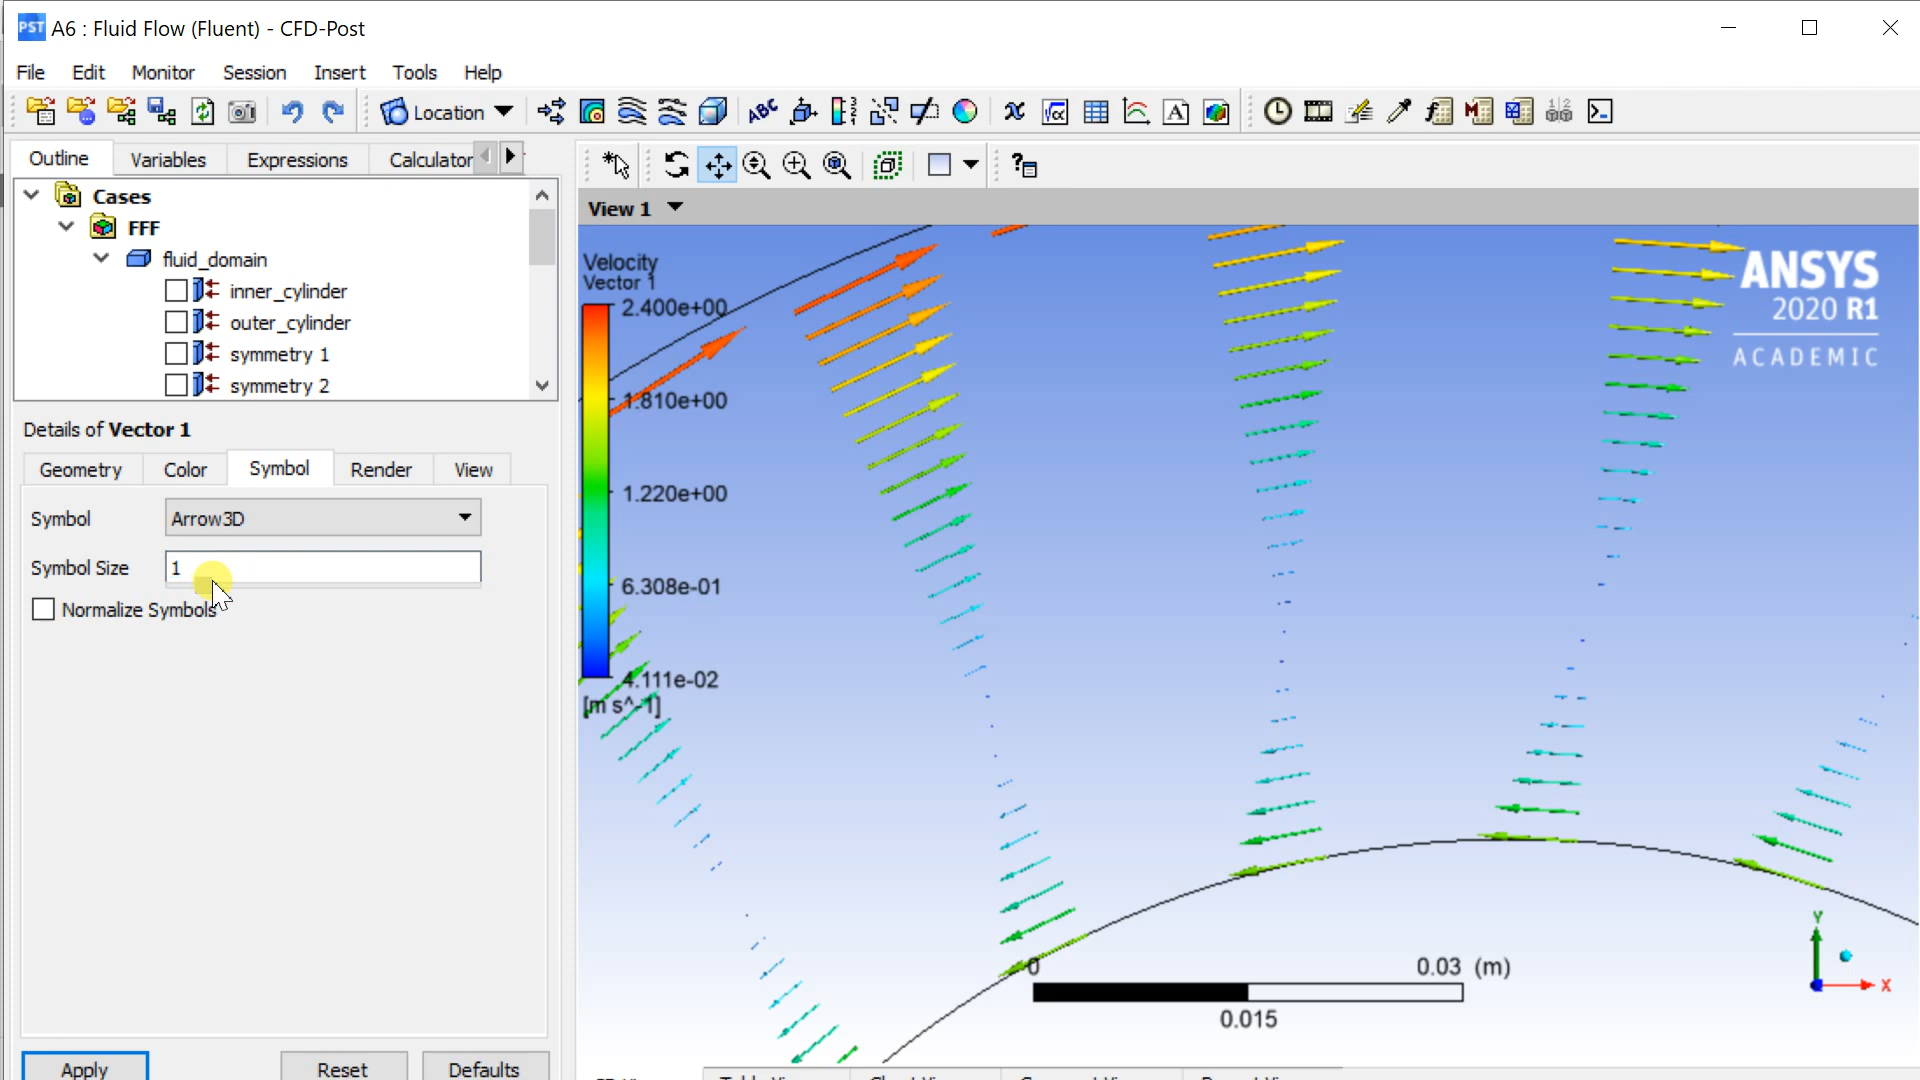 PST A6 : Fluid Flow (Fluent) - CFD-Post
File Edit Monitor Session Insert Tools Help
Location
Outline Variables Expressions Calculator
Cases
FFF
fluid_domain
inner_cylinder
outer_cylinder
symmetry 1
symmetry 2
Details of Vector 1
Geometry Color Symbol Render View
Symbol Arrow3D
Symbol Size 1
Normalize Symbols
Apply Reset Defaults
View 1
Velocity
Vector 1
2.400e+00
1.810e+00
1.220e+00
6.308e-01
4.111e-02
[m s^-1]
ANSYS
2020 R1
ACADEMIC
0 0.03 (m)
0.015
Y
X